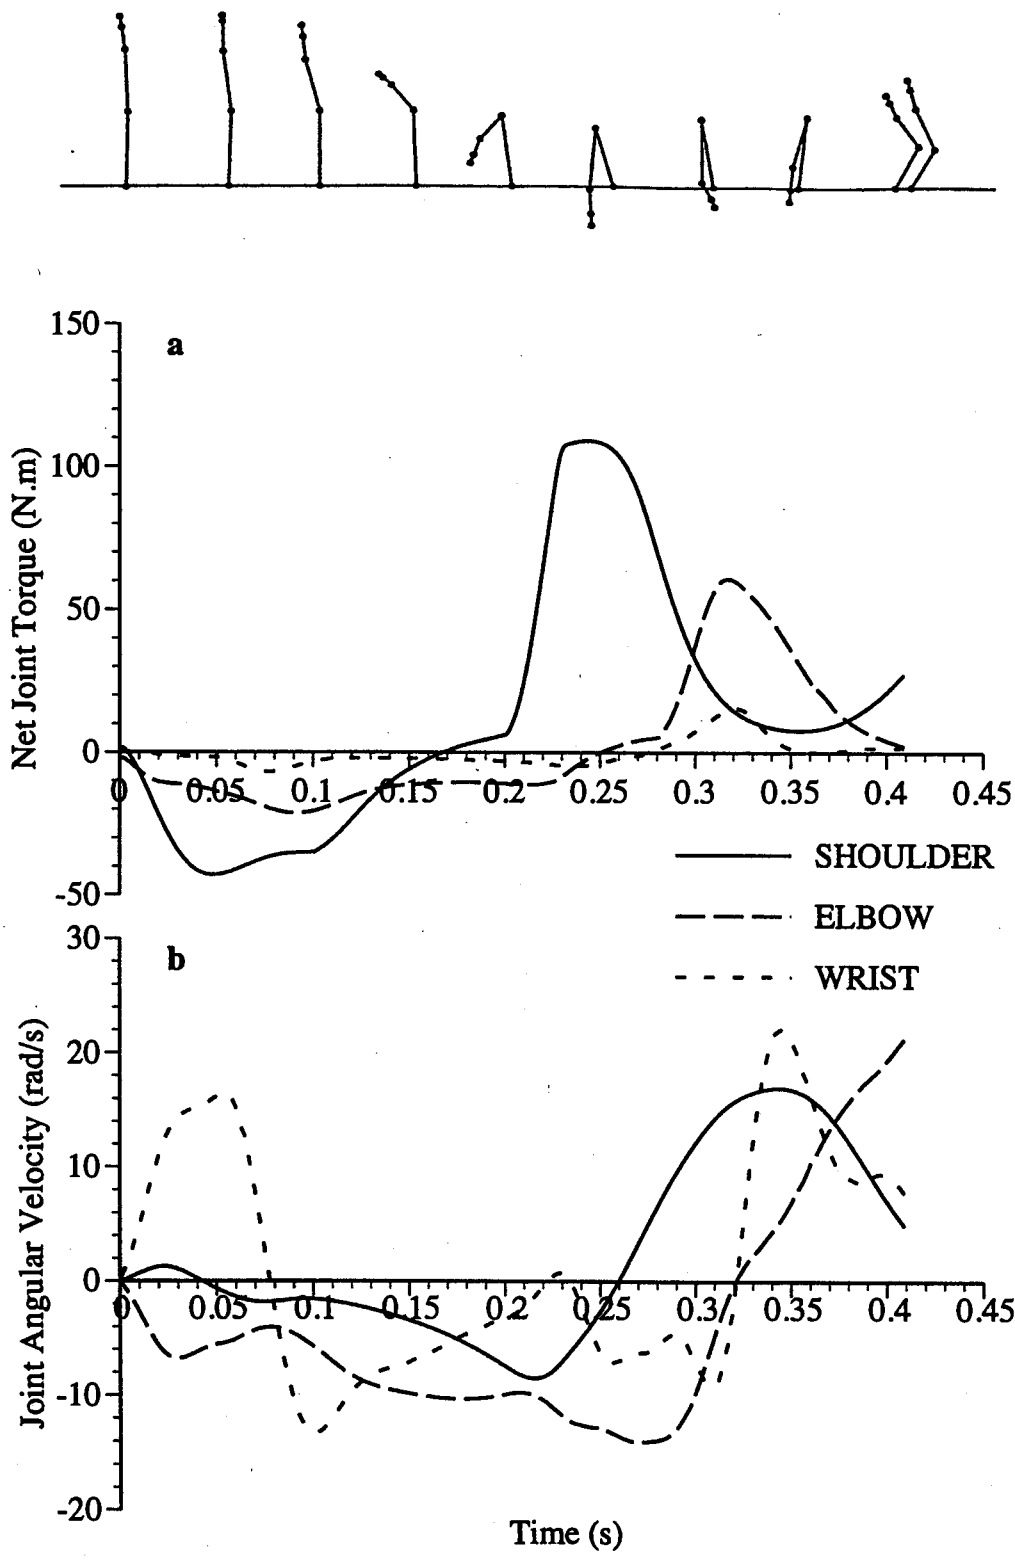 150
a
100
50
0
-50
Net Joint Torque (N.m)
0 0.05 0.1 0.15 0.2 0.25 0.3 0.35 0.4 0.45
SHOULDER
ELBOW
WRIST
30
b
20
10
0
-10
-20
Joint Angular Velocity (rad/s)
0 0.05 0.1 0.15 0.2 0.25 0.3 0.35 0.4 0.45
Time (s)